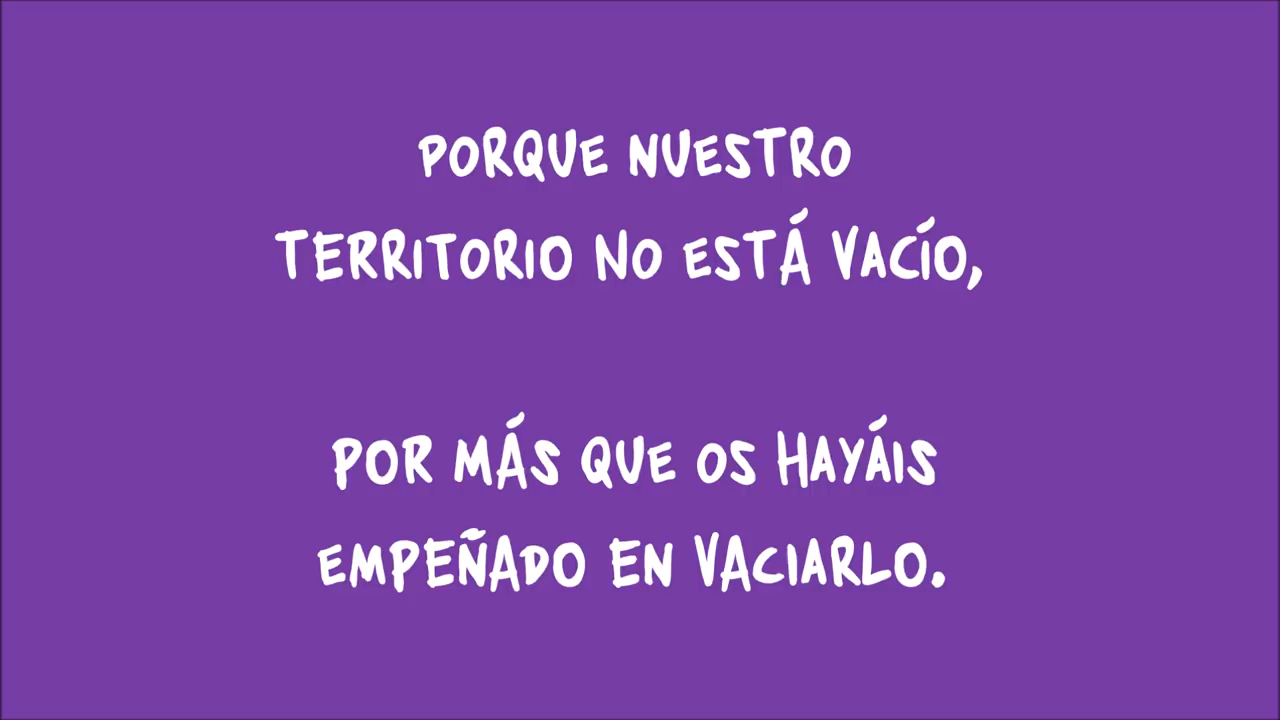 PORQUE NUESTRO
TERRITORIO NO ESTÁ VACÍO,
POR MÁS QUE OS HAYÁIS
EMPEÑADO EN VACIARLO.